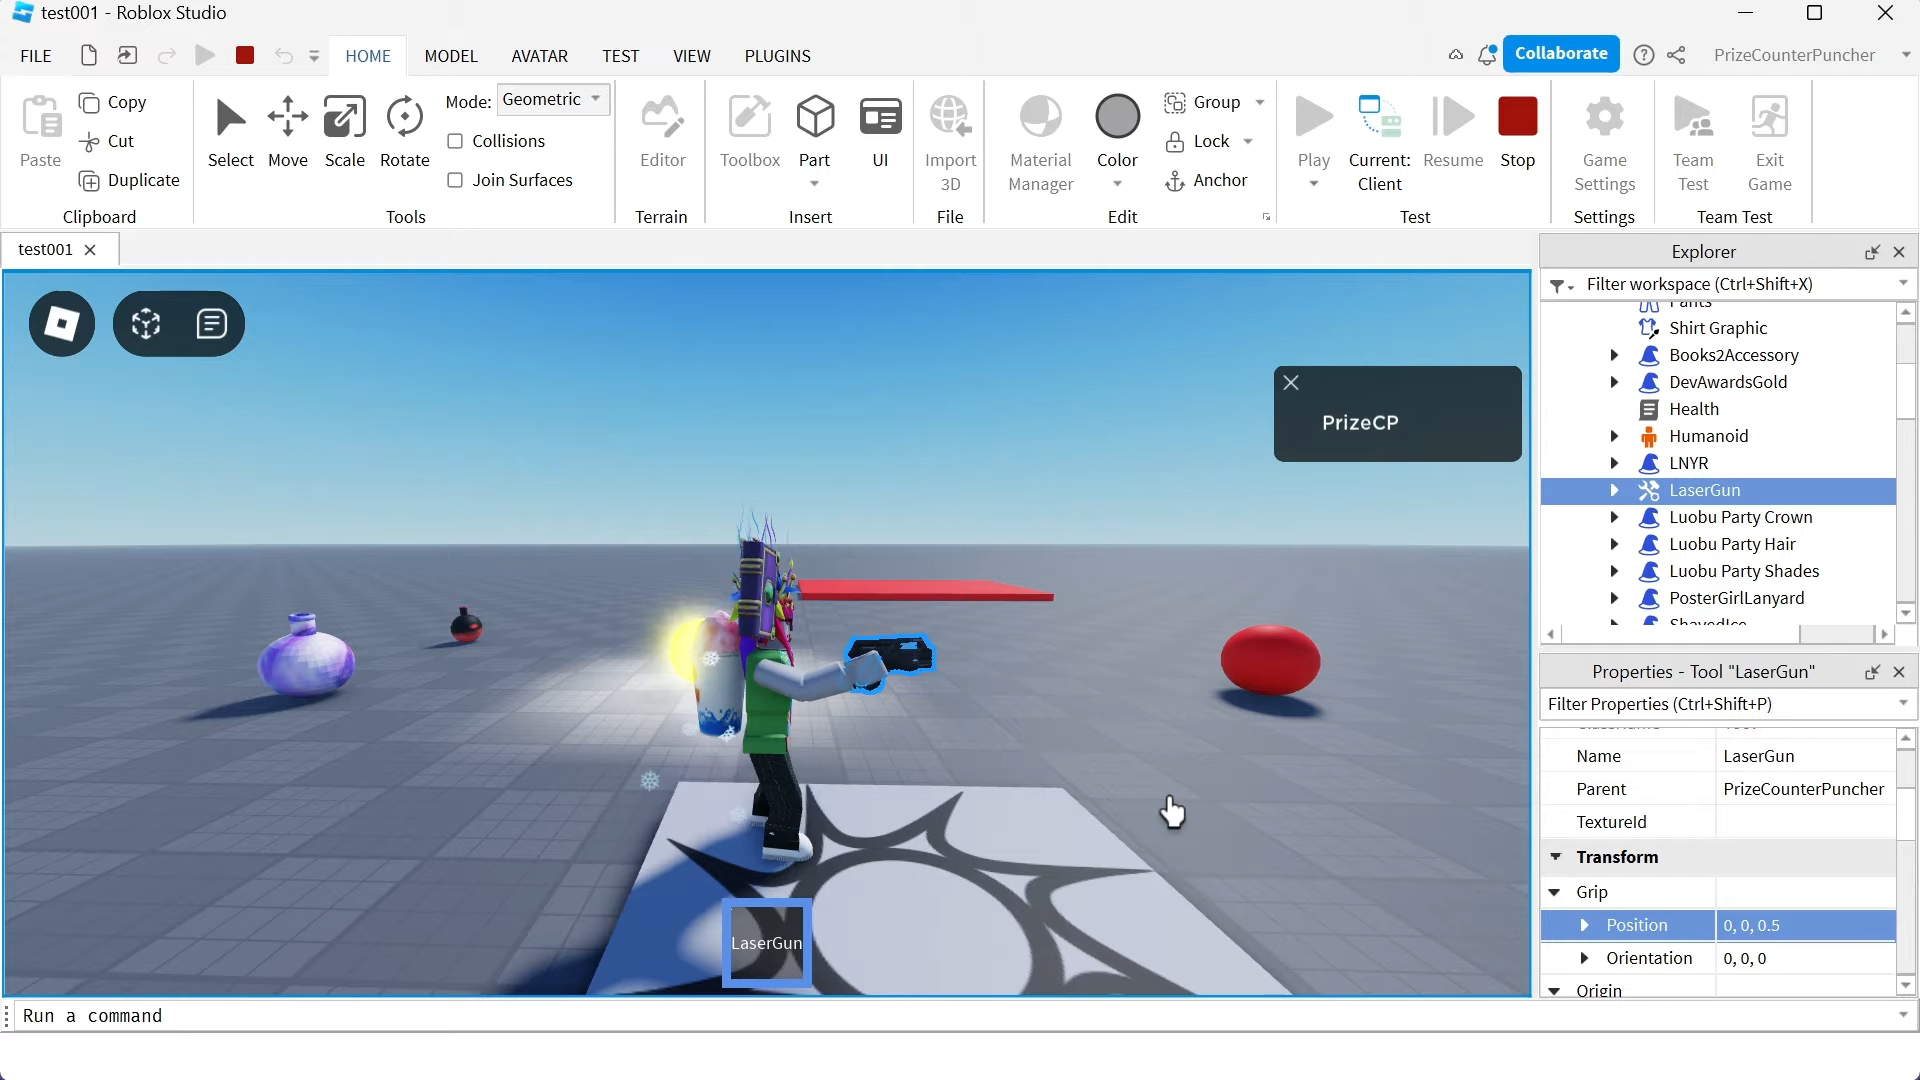 test001 - Roblox Studio
FILE HOME MODEL AVATAR TEST VIEW PLUGINS Collaborate PrizeCounterPuncher
Paste
Copy
Cut
Duplicate
Clipboard
Select Move Scale Rotate
Mode: Geometric
Collisions
Join Surfaces
Tools
Editor
Terrain
Toolbox Part UI
Insert
Import
3D
File
Material
Manager
Color
Group
Lock
Anchor
Edit
Play
Current:
Client
Resume Stop
Test
Game
Settings
Settings
Team
Test
Exit
Game
Team Test
test001
PrizeCP
LaserGun
Explorer
Filter workspace (Ctrl+Shift+X)
Pants
Shirt Graphic
Books2Accessory
DevAwardsGold
Health
Humanoid
LNYR
LaserGun
Luobu Party Crown
Luobu Party Hair
Luobu Party Shades
PosterGirlLanyard
ShavedIce
Properties - Tool "LaserGun"
Filter Properties (Ctrl+Shift+P)
Name LaserGun
Parent PrizeCounterPuncher
TextureId
Transform
Grip
Position 0, 0, 0.5
Orientation 0, 0, 0
Origin
Run a command